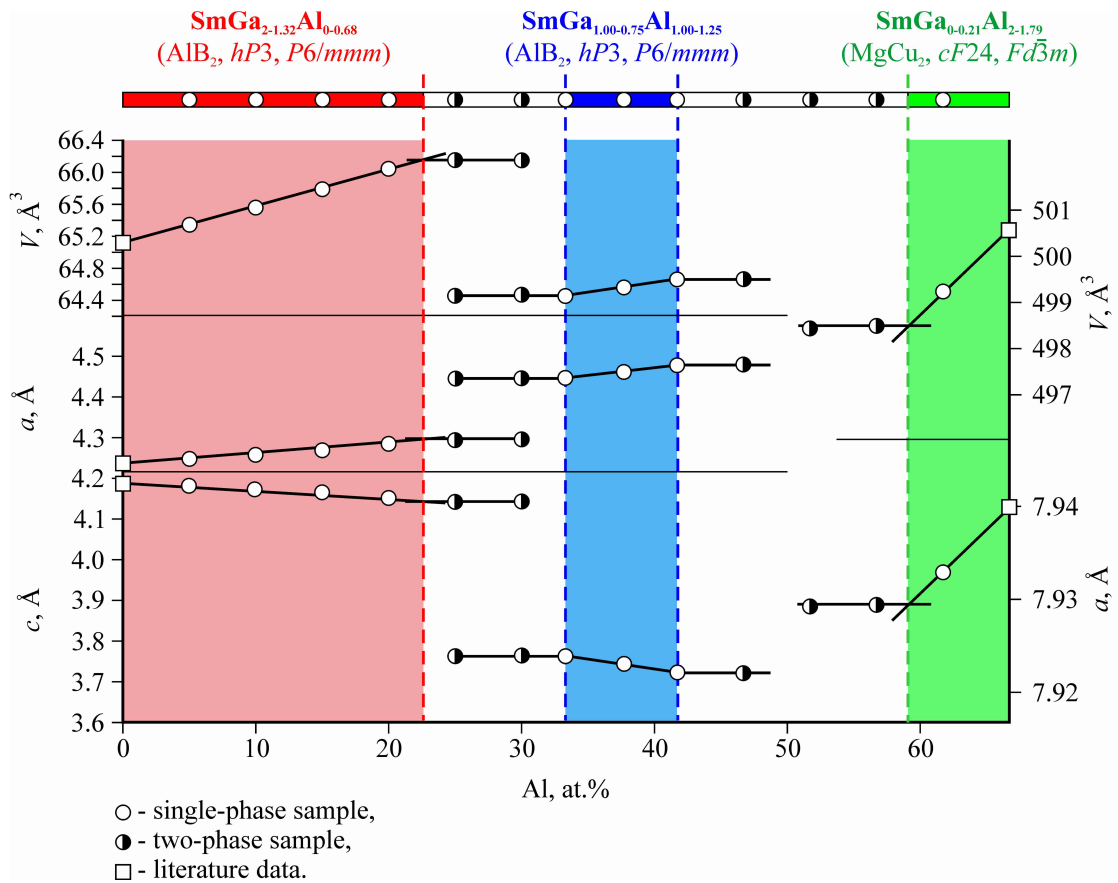 SmGa2-1.32Al0-0.68 SmGa1.00-0.75Al1.00-1.25 SmGa0-0.21Al2-1.79
(AlB2, hP3, P6/mmm) (AlB2, hP3, P6/mmm) (MgCu2, cF24, Fd3̅m)
66.4
66.0
65.6
65.2
64.8
64.4
V, Å3
4.5
4.4
4.3
4.2
4.1
4.0
3.9
3.8
3.7
3.6
a, Å
c, Å
501
500
499
498
497
V, Å3
7.94
7.93
7.92
a, Å
0 10 20 30 40 50 60
Al, at.%
- single-phase sample,
- two-phase sample,
- literature data.